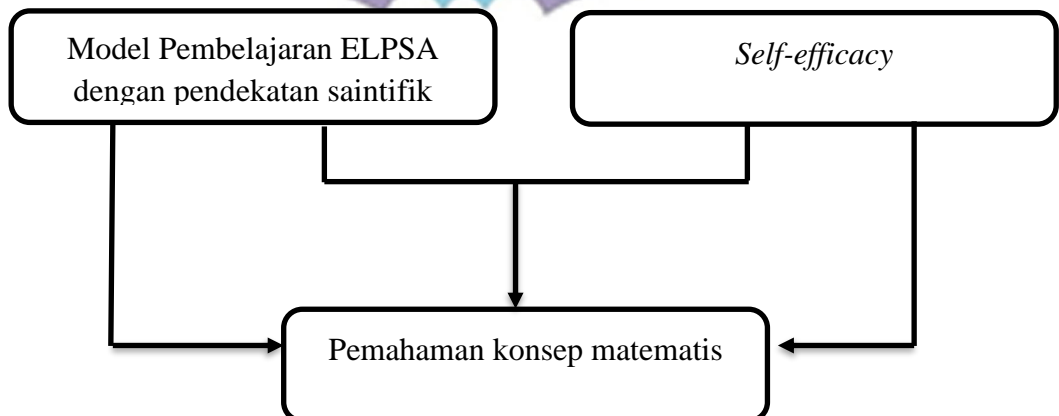 Model Pembelajaran ELPSA
dengan pendekatan saintifik
Self-efficacy
Pemahaman konsep matematis